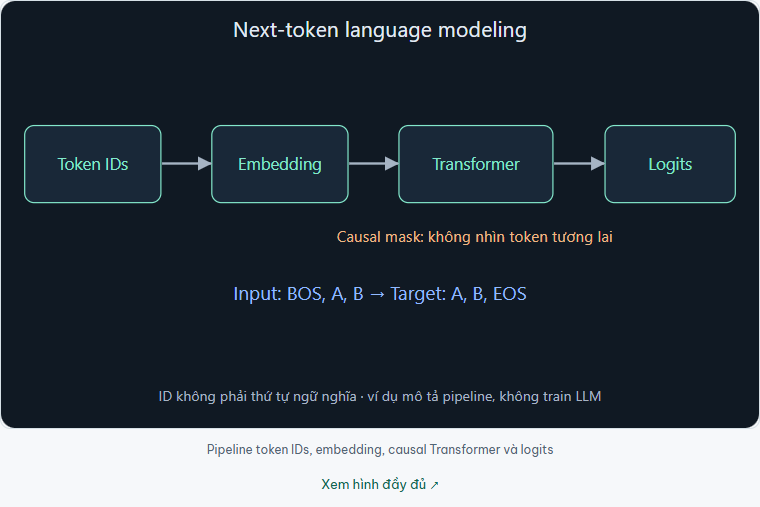 Next-token language modeling
Token IDs
Embedding
Transformer
Logits
Causal mask: không nhìn token tương lai
Input: BOS, A, B → Target: A, B, EOS
ID không phải thứ tự ngữ nghĩa · ví dụ mô tả pipeline, không train LLM
Pipeline token IDs, embedding, causal Transformer và logits
Xem hình đầy đủ ↗